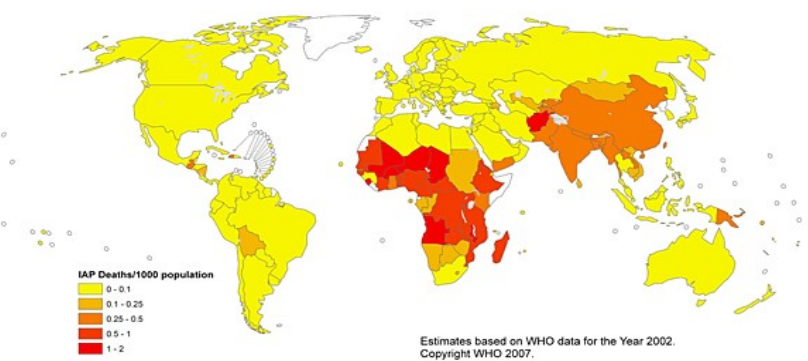 IAP Deaths/1000 population
0 - 0.1
0.1 - 0.25
0.25 - 0.5
0.5 - 1
1 - 2
Estimates based on WHO data for the Year 2002.
Copyright WHO 2007.